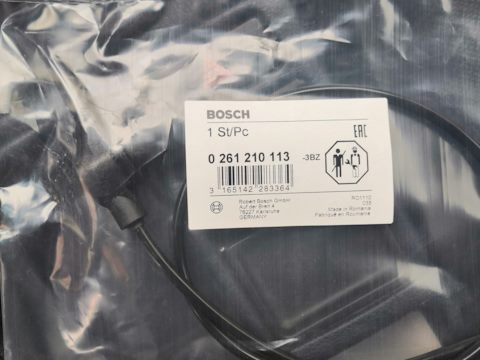 BOSCH
1 St/Pc
EAC
0 261 210 113 -3BZ
3 165142 283364
Robert Bosch GmbH
Auf der Breit 4
76227 Karlsruhe
GERMANY
Made in Romania
Fabriqué en Roumanie